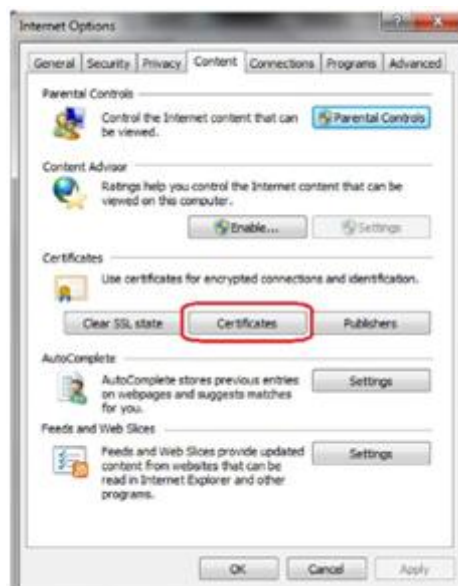 Internet Options
General Security Privacy Content Connections Programs Advanced
Parental Controls
Control the Internet content that can
be viewed.
Parental Controls
Content Advisor
Ratings help you control the Internet content that can be
viewed on this computer.
Enable...
Settings
Certificates
Use certificates for encrypted connections and identification.
Clear SSL state
Certificates
Publishers
AutoComplete
AutoComplete stores previous entries
on webpages and suggests matches
for you.
Settings
Feeds and Web Slices
Feeds and Web Slices provide updated
content from websites that can be
read in Internet Explorer and other
programs.
Settings
OK
Cancel
Apply